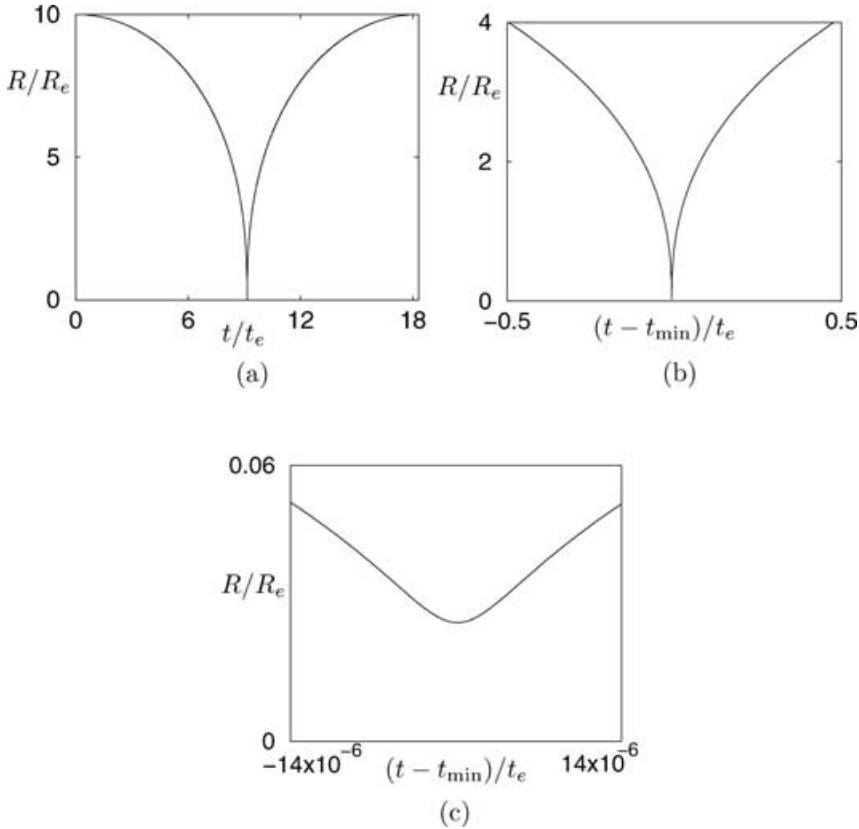 10
R/R_e
5
0
0 6 12 18
t/t_e
(a)
4
R/R_e
2
0
−0.5 0.5
(t − t_min)/t_e
(b)
0.06
R/R_e
0
−14x10^−6 14x10^−6
(t − t_min)/t_e
(c)